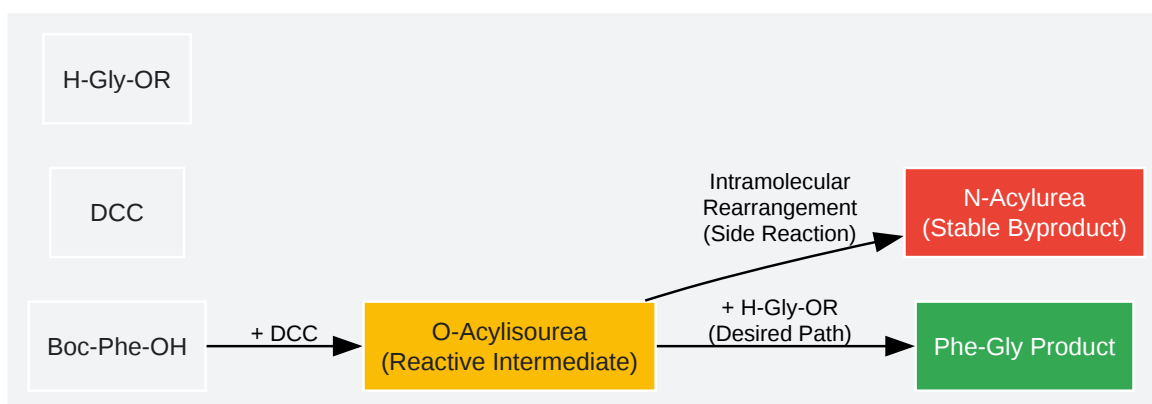 H-Gly-OR
DCC
Boc-Phe-OH
+ DCC
O-Acylisourea
(Reactive Intermediate)
Intramolecular
Rearrangement
(Side Reaction)
N-Acylurea
(Stable Byproduct)
+ H-Gly-OR
(Desired Path)
Phe-Gly Product